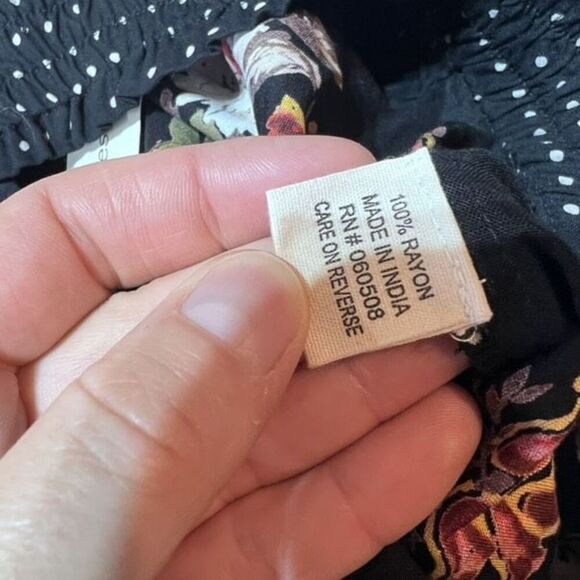 100% RAYON
MADE IN INDIA
RN# 060508
CARE ON REVERSE